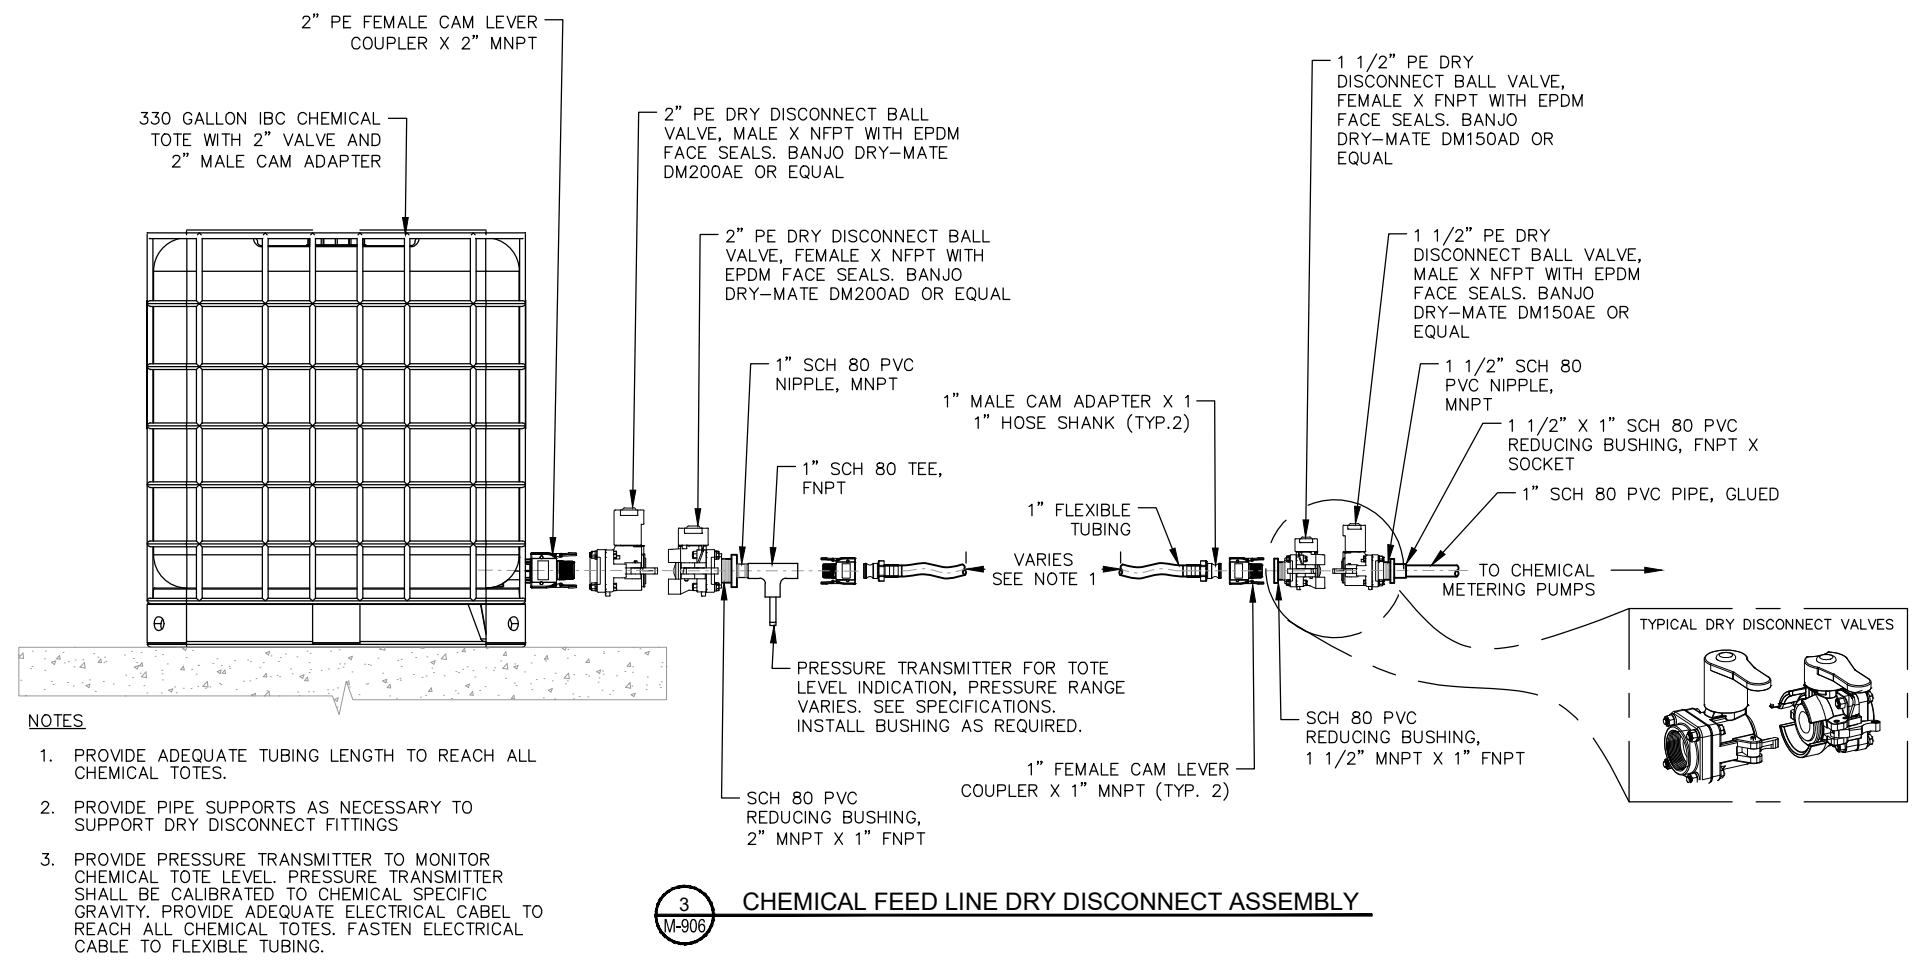 2” PE FEMALE CAM LEVER
COUPLER X 2” MNPT
330 GALLON IBC CHEMICAL
TOTE WITH 2” VALVE AND
2” MALE CAM ADAPTER
2” PE DRY DISCONNECT BALL
VALVE, MALE X NFPT WITH EPDM
FACE SEALS. BANJO DRY–MATE
DM200AE OR EQUAL
2” PE DRY DISCONNECT BALL
VALVE, FEMALE X NFPT WITH
EPDM FACE SEALS. BANJO
DRY–MATE DM200AD OR EQUAL
1 1/2” PE DRY
DISCONNECT BALL VALVE,
FEMALE X FNPT WITH EPDM
FACE SEALS. BANJO
DRY–MATE DM150AD OR
EQUAL
1 1/2” PE DRY
DISCONNECT BALL VALVE,
MALE X NFPT WITH EPDM
FACE SEALS. BANJO
DRY–MATE DM150AE OR
EQUAL
1” SCH 80 PVC
NIPPLE, MNPT
1” MALE CAM ADAPTER X 1
1” HOSE SHANK (TYP.2)
1 1/2” SCH 80
PVC NIPPLE,
MNPT
1 1/2” X 1” SCH 80 PVC
REDUCING BUSHING, FNPT X
SOCKET
1” SCH 80 TEE,
FNPT
1” SCH 80 PVC PIPE, GLUED
1” FLEXIBLE
TUBING
VARIES
SEE NOTE 1
TO CHEMICAL
METERING PUMPS
TYPICAL DRY DISCONNECT VALVES
PRESSURE TRANSMITTER FOR TOTE
LEVEL INDICATION, PRESSURE RANGE
VARIES. SEE SPECIFICATIONS.
INSTALL BUSHING AS REQUIRED.
SCH 80 PVC
REDUCING BUSHING,
1 1/2” MNPT X 1” FNPT
1” FEMALE CAM LEVER
COUPLER X 1” MNPT (TYP. 2)
SCH 80 PVC
REDUCING BUSHING,
2” MNPT X 1” FNPT
NOTES
1. PROVIDE ADEQUATE TUBING LENGTH TO REACH ALL
CHEMICAL TOTES.
2. PROVIDE PIPE SUPPORTS AS NECESSARY TO
SUPPORT DRY DISCONNECT FITTINGS
3. PROVIDE PRESSURE TRANSMITTER TO MONITOR
CHEMICAL TOTE LEVEL. PRESSURE TRANSMITTER
SHALL BE CALIBRATED TO CHEMICAL SPECIFIC
GRAVITY. PROVIDE ADEQUATE ELECTRICAL CABEL TO
REACH ALL CHEMICAL TOTES. FASTEN ELECTRICAL
CABLE TO FLEXIBLE TUBING.
3
M-906
CHEMICAL FEED LINE DRY DISCONNECT ASSEMBLY